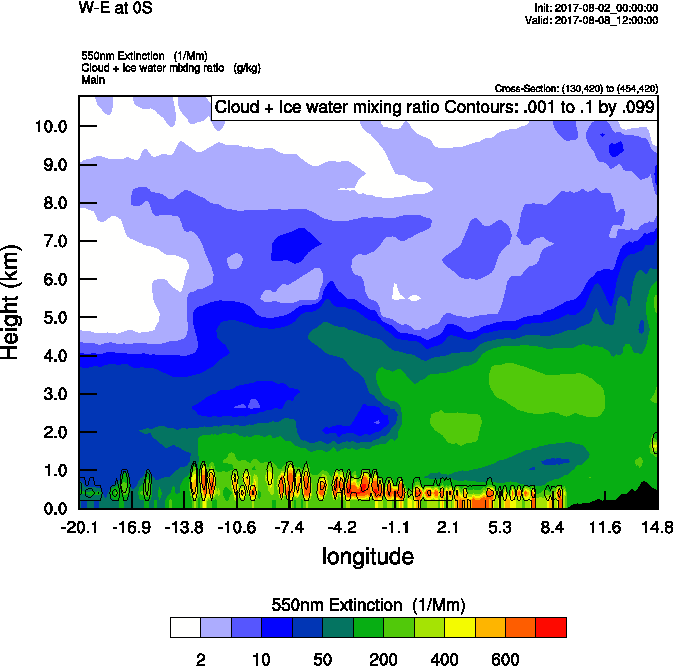 W-E at 0S
Init: 2017-08-02_00:00:00
Valid: 2017-08-08_12:00:00
550nm Extinction (1/Mm)
Cloud + Ice water mixing ratio (g/kg)
Main
Cross-Section: (130,420) to (454,420)
Cloud + Ice water mixing ratio Contours: .001 to .1 by .099
10.0
9.0
8.0
7.0
6.0
5.0
4.0
3.0
2.0
1.0
0.0
Height (km)
-20.1 -16.9 -13.8 -10.6 -7.4 -4.2 -1.1 2.1 5.3 8.4 11.6 14.8
longitude
550nm Extinction (1/Mm)
2 10 50 200 400 600